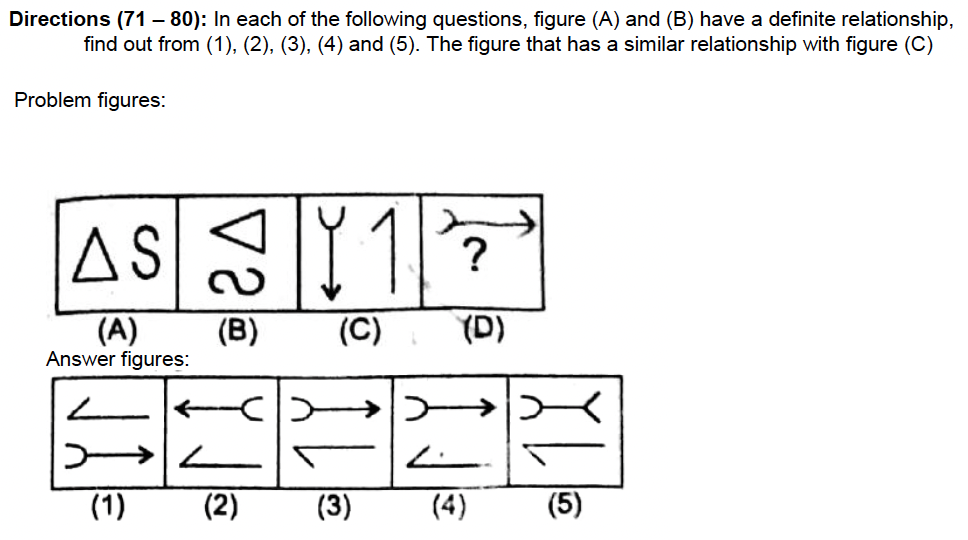 Directions (71 – 80): In each of the following questions, figure (A) and (B) have a definite relationship,
find out from (1), (2), (3), (4) and (5). The figure that has a similar relationship with figure (C)
Problem figures:
Δ S
?
(A) (B) (C) (D)
Answer figures:
(1) (2) (3) (4) (5)